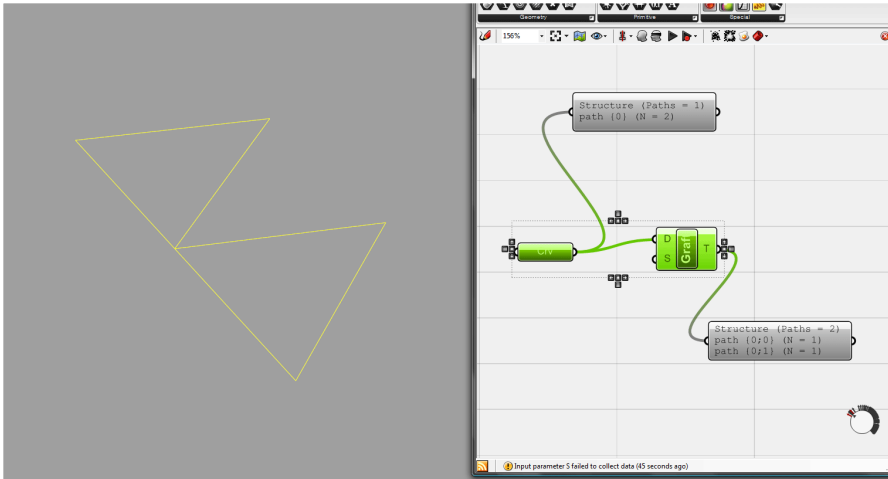 Geometry
Primitive
Special
156%
Structure (Paths = 1)
path {0} (N = 2)
Crv
D
S
Graft
T
Structure (Paths = 2)
path {0;0} (N = 1)
path {0;1} (N = 1)
Input parameter S failed to collect data (45 seconds ago)